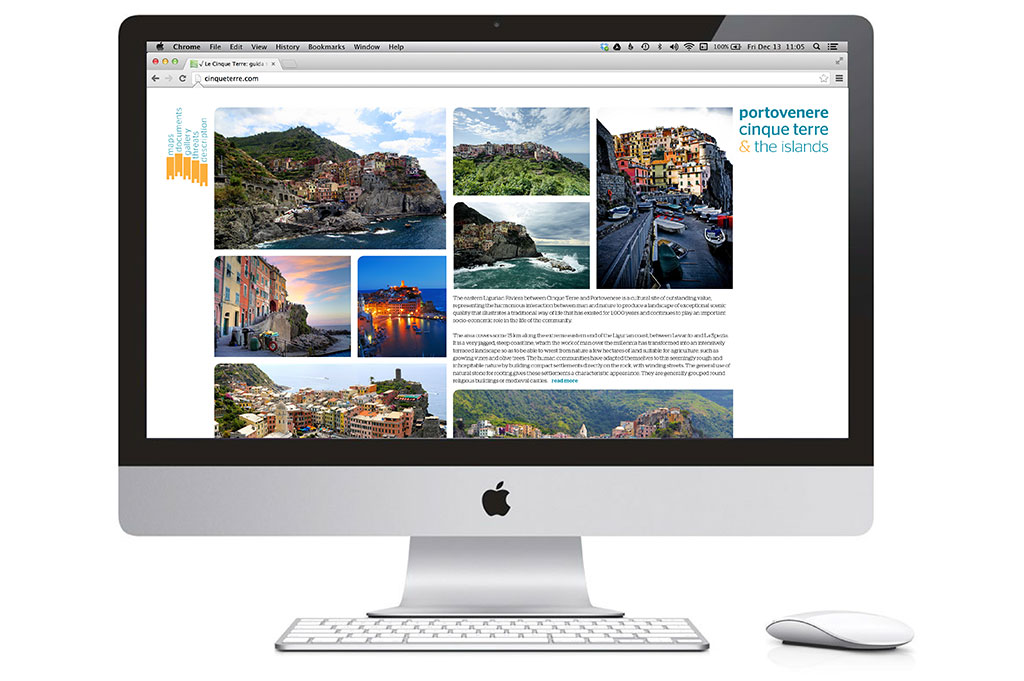 Chrome File Edit View History Bookmarks Window Help
100% Fri Dec 13 11:05
√ Le Cinque Terre: guida
cinqueterre.com
maps
documents
gallery
threats
description
portovenere
cinque terre
& the islands
The eastern Ligurian Riviera between Cinque Terre and Portovenere is a cultural site of outstanding value,
representing the harmonious interaction between man and nature to produce a landscape of exceptional scenic
quality that illustrates a traditional way of life that has existed for 1,000 years and continues to play an important
socio-economic role in the life of the community.
The area covers some 15 km along the extreme eastern end of the Ligurian coast between Levanto and La Spezia.
It is a very jagged, steep coastline, which the work of man over the millennia has transformed into an intensively
terraced landscape so as to be able to wrest from nature a few hectares of land suitable for agriculture, such as
growing vines and olive trees. The human communities have adapted themselves to this seemingly rough and
inhospitable nature by building compact settlements directly on the rock, with winding streets. The general use of
natural stone for roofing gives these settlements a characteristic appearance. They are generally grouped round
religious buildings or medieval castles. read more